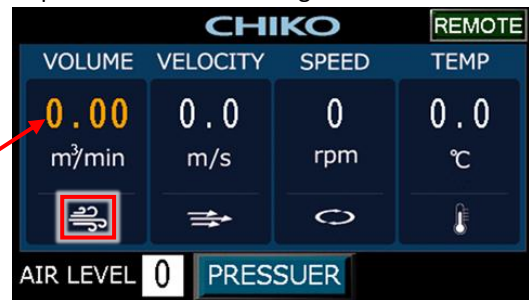 CHIKO REMOTE
VOLUME VELOCITY SPEED TEMP
0.00 0.0 0 0.0
m³/min m/s rpm ℃
AIR LEVEL 0 PRESSUER